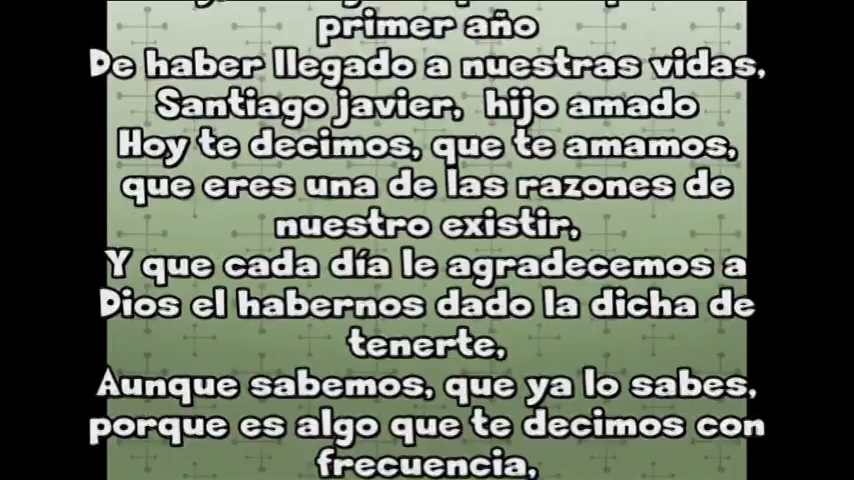 primer año
De haber llegado a nuestras vidas,
Santiago javier, hijo amado
Hoy te decimos, que te amamos,
que eres una de las razones de
nuestro existir,
Y que cada día le agradecemos a
Dios el habernos dado la dicha de
tenerte,
Aunque sabemos, que ya lo sabes,
porque es algo que te decimos con
frecuencia,